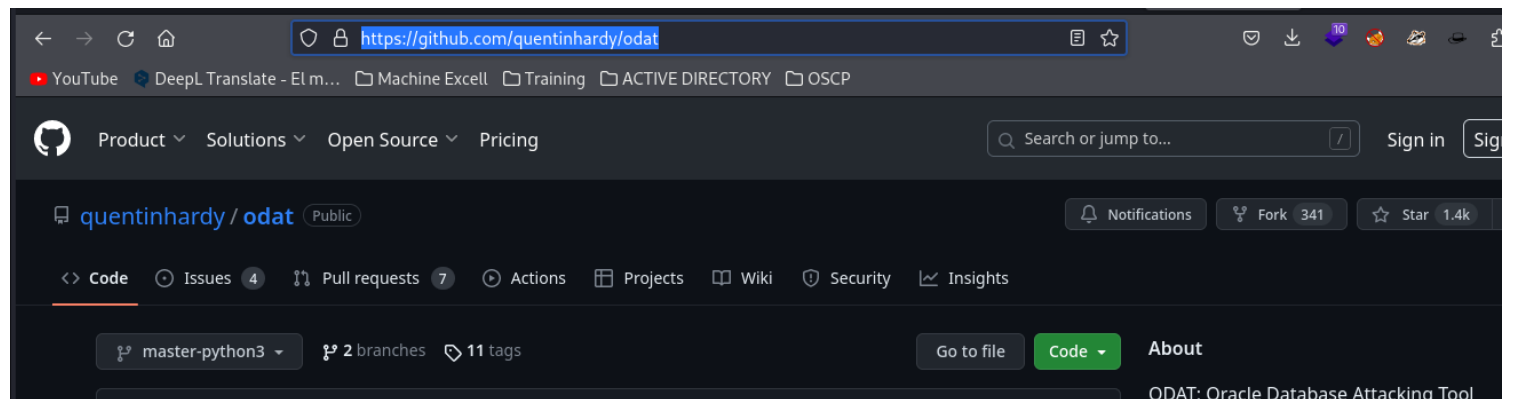 https://github.com/quentinhardy/odat
10
YouTube DeepL Translate - El m... Machine Excell Training ACTIVE DIRECTORY OSCP
Product Solutions Open Source Pricing Search or jump to... / Sign in Sig
quentinhardy / odat Public Notifications Fork 341 Star 1.4k
<> Code Issues 4 Pull requests 7 Actions Projects Wiki Security Insights
master-python3 2 branches 11 tags Go to file Code About
ODAT: Oracle Database Attacking Tool